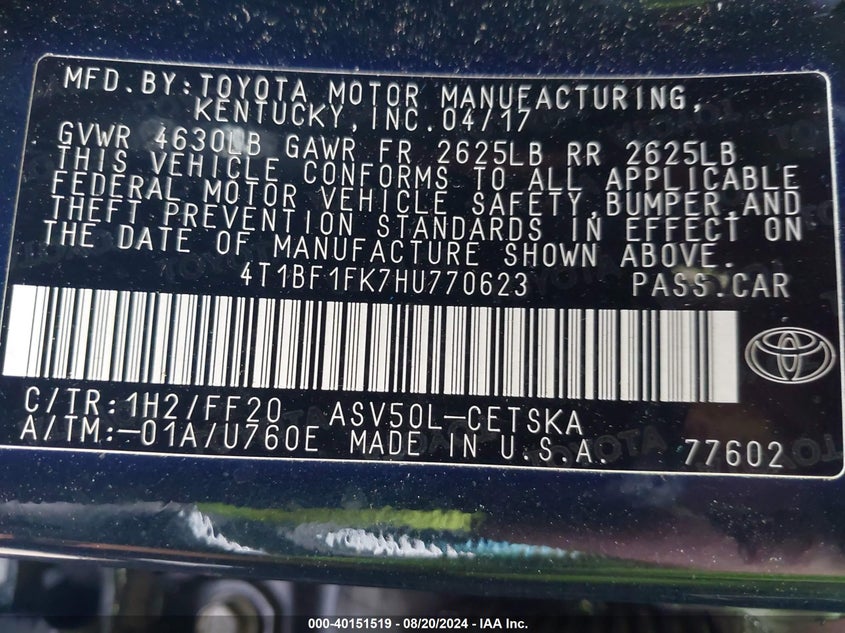 MFD.BY:TOYOTA MOTOR MANUFACTURING,
KENTUCKY,INC.04/17
GVWR 4630LB GAWR FR 2625LB RR 2625LB
THIS VEHICLE CONFORMS TO ALL APPLICABLE
FEDERAL MOTOR VEHICLE SAFETY,BUMPER,AND
THEFT PREVENTION STANDARDS IN EFFECT ON
THE DATE OF MANUFACTURE SHOWN ABOVE.
4T1BF1FK7HU770623 PASS.CAR
C/TR:1H2/FF20 ASV50L-CETSKA
A/TM:-01A/U760E MADE IN U.S.A. 77602
000-40151519 / 08/20/2024 - IAA Inc.